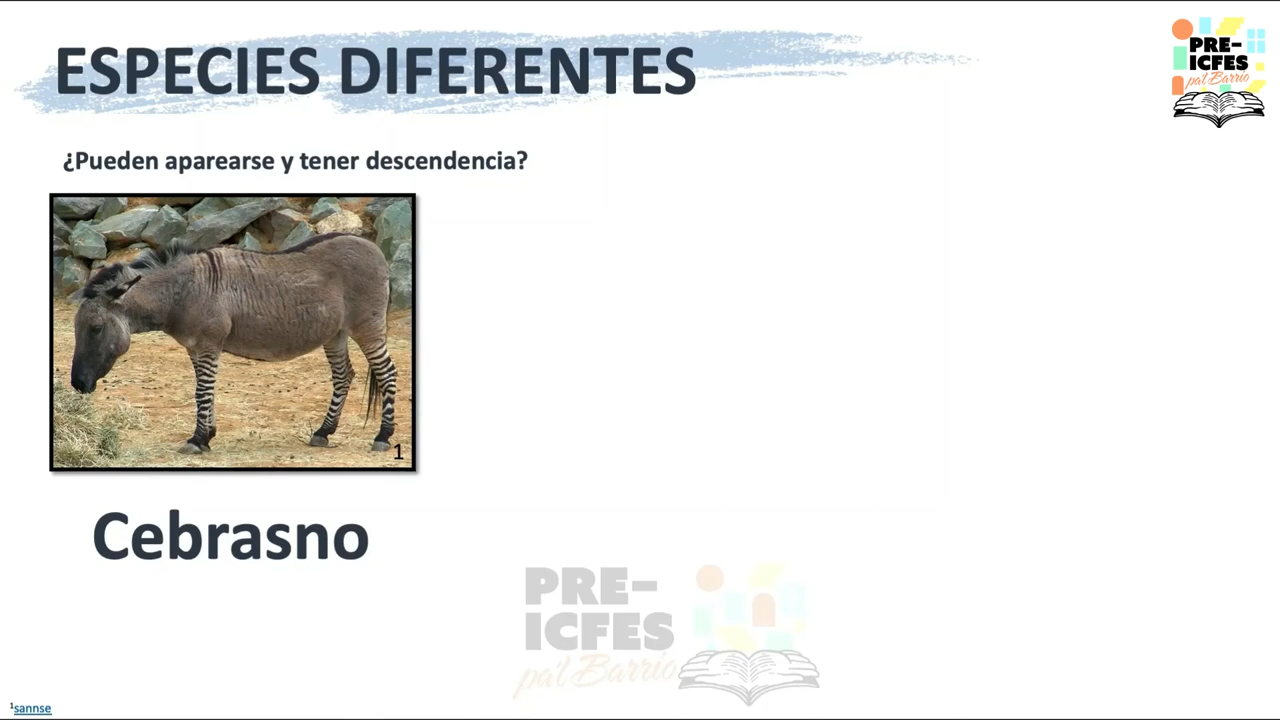 ESPECIES DIFERENTES
PRE-
ICFES
pa'l Barrio
¿Pueden aparearse y tener descendencia?
1
Cebrasno
PRE-
ICFES
pa'l Barrio
¹sannse